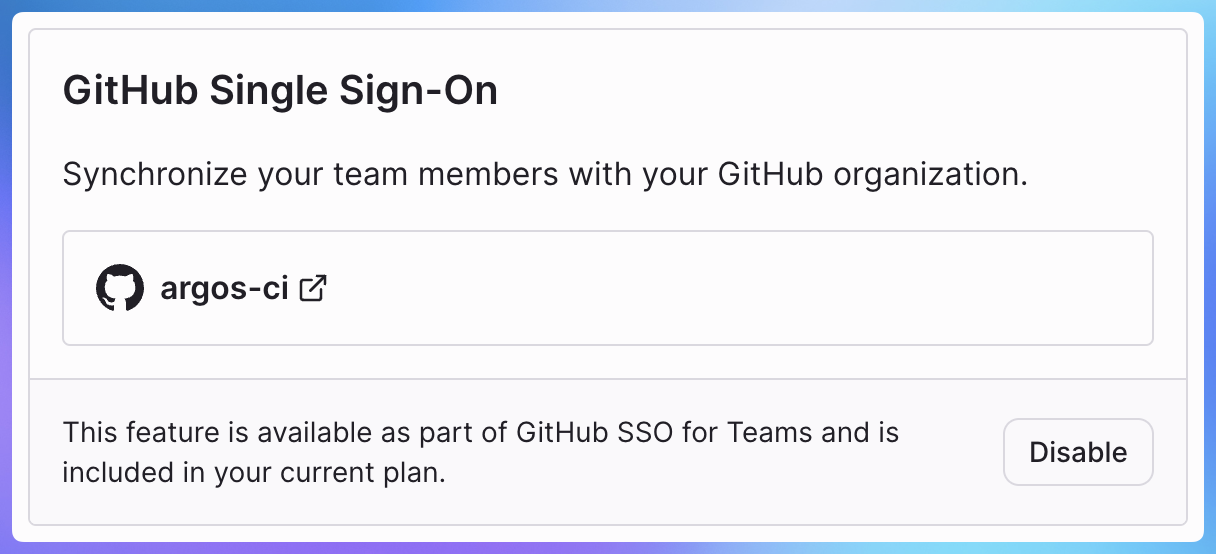 GitHub Single Sign-On
Synchronize your team members with your GitHub organization.
argos-ci
This feature is available as part of GitHub SSO for Teams and is
included in your current plan.
Disable